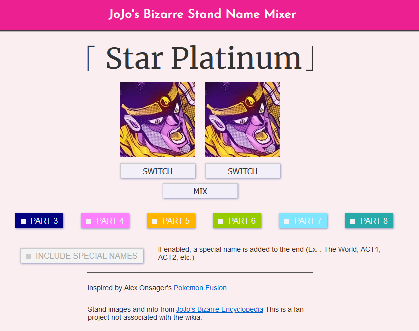 JoJo's Bizarre Stand Name Mixer
「 Star Platinum」
SWITCH SWITCH
MIX
PART 3 PART 4 PART 5 PART 6 PART 7 PART 8
INCLUDE SPECIAL NAMES
If enabled, a special name is added to the end (Ex. : The World, ACT1,
ACT2, etc.)
Inspired by Alex Onsager's Pokemon Fusion
Stand images and info from JoJo's Bizarre Encyclopedia This is a fan
project not associated with the wikia.